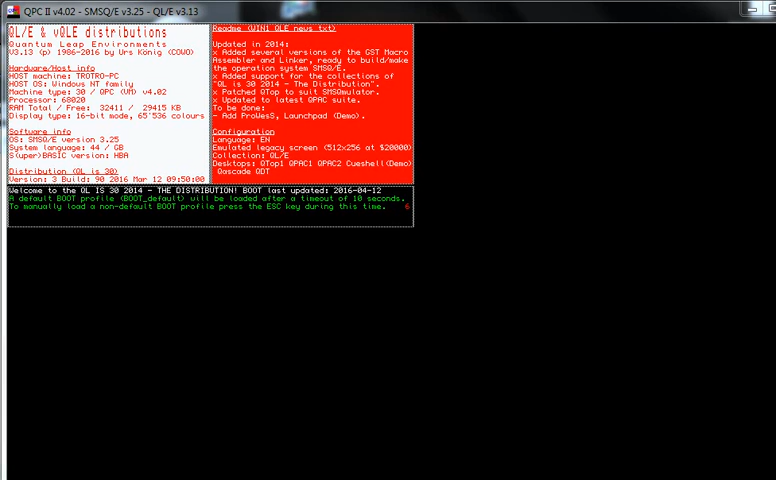 QPC II v4.02 - SMSQ/E v3.25 - QL/E v3.13
QL/E & vQLE distributions
Quantum Leap Environments
V3.13 (p) 1986-2016 by Urs König (COWO)
Hardware/Host info
HOST machine: TROTRO-PC
HOST OS: Windows NT family
Machine type: 30 / QPC (VM) v4.02
Processor: 68020
RAM Total / Free: 32411 / 29415 KB
Display type: 16-bit mode, 65'536 colours
Software info
OS: SMSQ/E version 3.25
System language: 44 / GB
S(uper)BASIC version: HBA
Distribution (QL is 30)
Version: 3 Build: 90 2016 Mar 12 09:50:00
Readme (WIN1_QLE_news_txt)
Updated in 2014:
x Added several versions of the GST Macro
Assembler and Linker, ready to build/make
the operation system SMSQ/E.
x Added support for the collections of
"QL is 30 2014 - The Distribution".
x Patched QTop to suit SMSQmulator.
x Updated to latest QPAC suite.
To be done:
- Add ProWesS, Launchpad (Demo).
Configuration
Language: EN
Emulated legacy screen (512x256 at $20000)
Collection: QL/E
Desktops: QTop1 QPAC1 QPAC2 Cueshell(Demo)
Qascade QDT
Welcome to the QL IS 30 2014 - THE DISTRIBUTION! BOOT last updated: 2016-04-12
A default BOOT profile (BOOT_default) will be loaded after a timeout of 10 seconds.
To manually load a non-default BOOT profile press the ESC key during this time. 6